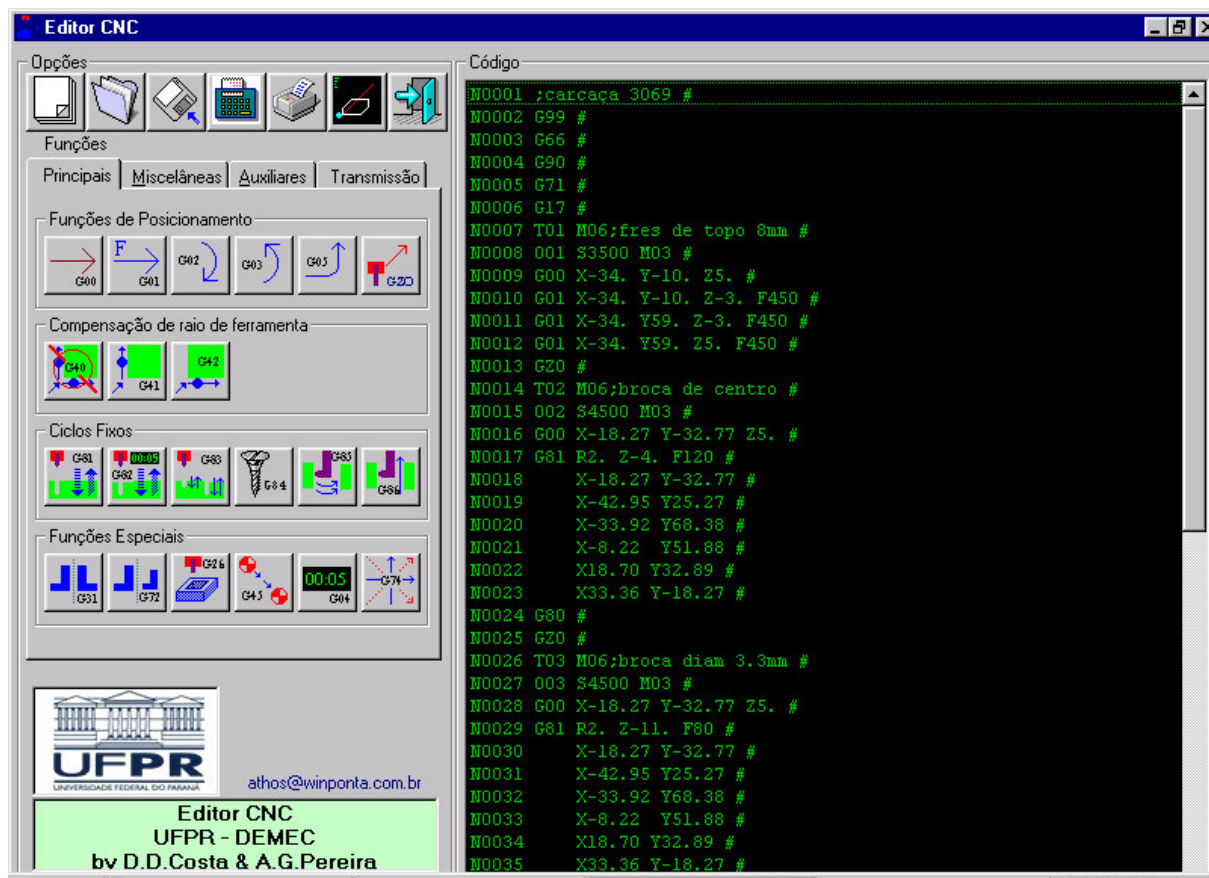 Editor CNC
Opções
Funções
Principais Miscelâneas Auxiliares Transmissão
Funções de Posicionamento
G00 F G01 G02 G03 G05 GZO
Compensação de raio de ferramenta
G40 G41 G42
Ciclos Fixos
G81 00:05 G82 G83 G84 G85 G86
Funções Especiais
G31 G72 G26 G45 00:05 G04 G74
UFPR
UNIVERSIDADE FEDERAL DO PARANÁ
athos@winponta.com.br
Editor CNC
UFPR - DEMEC
by D.D.Costa & A.G.Pereira
Código
N0001 ;carcaça 3069 #
N0002 G99 #
N0003 G66 #
N0004 G90 #
N0005 G71 #
N0006 G17 #
N0007 T01 M06;fres de topo 8mm #
N0008 O01 S3500 M03 #
N0009 G00 X-34. Y-10. Z5. #
N0010 G01 X-34. Y-10. Z-3. F450 #
N0011 G01 X-34. Y59. Z-3. F450 #
N0012 G01 X-34. Y59. Z5. F450 #
N0013 GZO #
N0014 T02 M06;broca de centro #
N0015 O02 S4500 M03 #
N0016 G00 X-18.27 Y-32.77 Z5. #
N0017 G81 R2. Z-4. F120 #
N0018 X-18.27 Y-32.77 #
N0019 X-42.95 Y25.27 #
N0020 X-33.92 Y68.38 #
N0021 X-8.22 Y51.88 #
N0022 X18.70 Y32.89 #
N0023 X33.36 Y-18.27 #
N0024 G80 #
N0025 GZO #
N0026 T03 M06;broca diam 3.3mm #
N0027 O03 S4500 M03 #
N0028 G00 X-18.27 Y-32.77 Z5. #
N0029 G81 R2. Z-11. F80 #
N0030 X-18.27 Y-32.77 #
N0031 X-42.95 Y25.27 #
N0032 X-33.92 Y68.38 #
N0033 X-8.22 Y51.88 #
N0034 X18.70 Y32.89 #
N0035 X33.36 Y-18.27 #